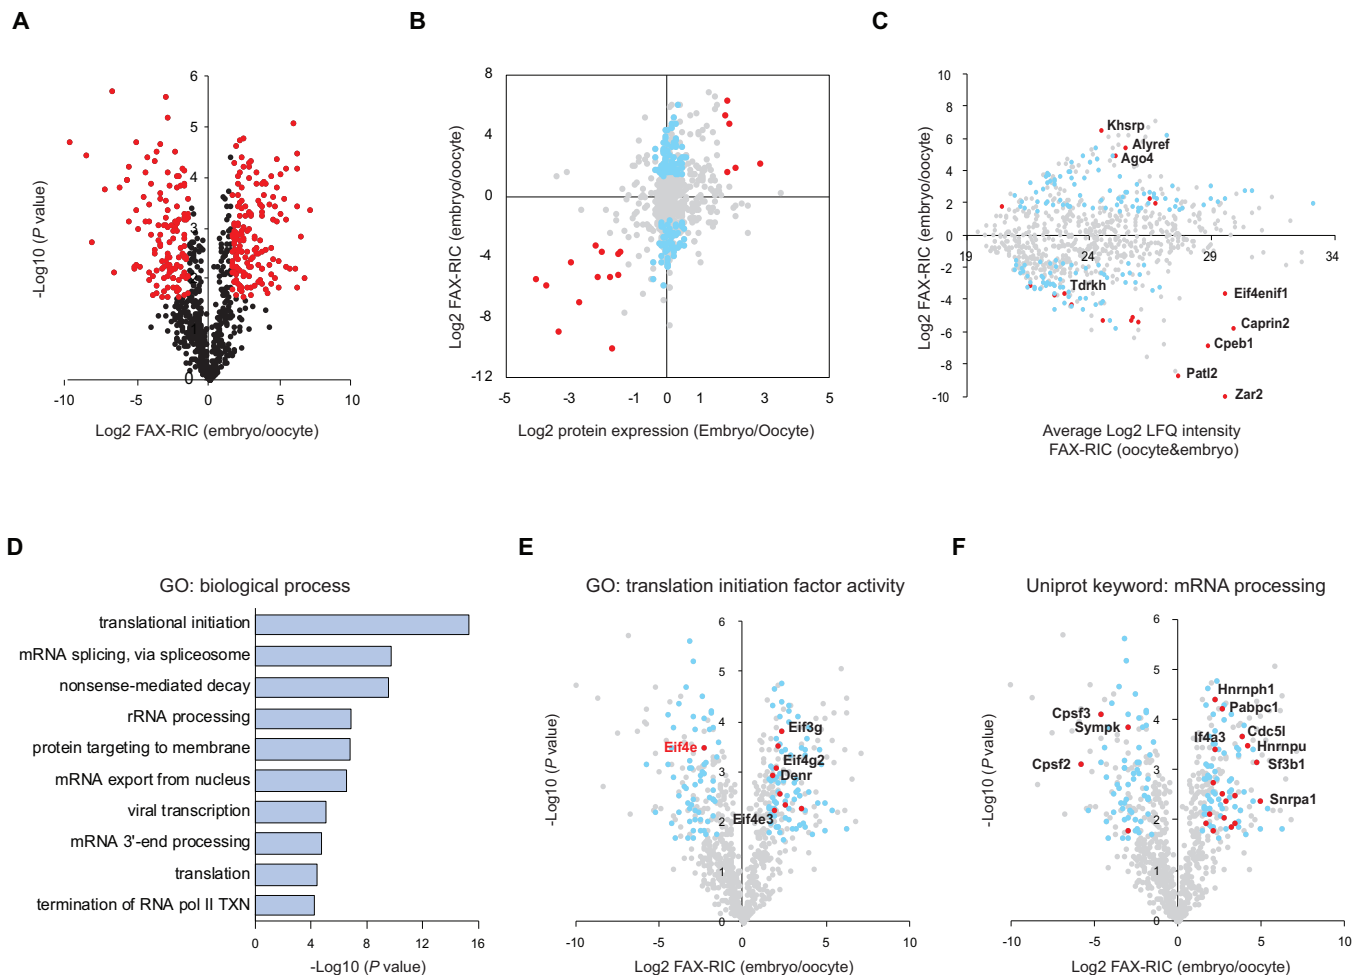 A
6
5
4
3
1
0
-10
-5
0
5
10
-Log10 (P value)
Log2 FAX-RIC (embryo/oocyte)
B
8
4
0
-4
-8
-12
-5
-3
-1
0
1
3
5
Log2 FAX-RIC (embryo/oocyte)
Log2 protein expression (Embryo/Oocyte)
C
10
8
6
4
2
0
-2
-4
-6
-8
-10
19
24
29
34
Khsrp
Alyref
Ago4
Tdrkh
Eif4enif1
Caprin2
Cpeb1
Patl2
Zar2
Log2 FAX-RIC (embryo/oocyte)
Average Log2 LFQ intensity
FAX-RIC (oocyte&embryo)
D
GO: biological process
translational initiation
mRNA splicing, via spliceosome
nonsense-mediated decay
rRNA processing
protein targeting to membrane
mRNA export from nucleus
viral transcription
mRNA 3'-end processing
translation
termination of RNA pol II TXN
0
4
8
12
16
-Log10 (P value)
E
GO: translation initiation factor activity
6
5
4
3
2
1
0
Eif4e
Eif3g
Eif4g2
Denr
Eif4e3
-10
-5
0
5
10
-Log10 (P value)
Log2 FAX-RIC (embryo/oocyte)
F
Uniprot keyword: mRNA processing
6
5
4
3
2
1
0
Hnrnph1
Pabpc1
Cpsf3
Sympk
Cdc5l
If4a3
Hnrnpu
Cpsf2
Sf3b1
Snrpa1
-10
-5
0
5
10
-Log10 (P value)
Log2 FAX-RIC (embryo/oocyte)